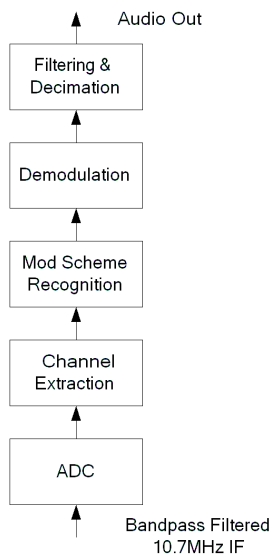 Audio Out
Filtering &
Decimation
Demodulation
Mod Scheme
Recognition
Channel
Extraction
ADC
Bandpass Filtered
10.7MHz IF